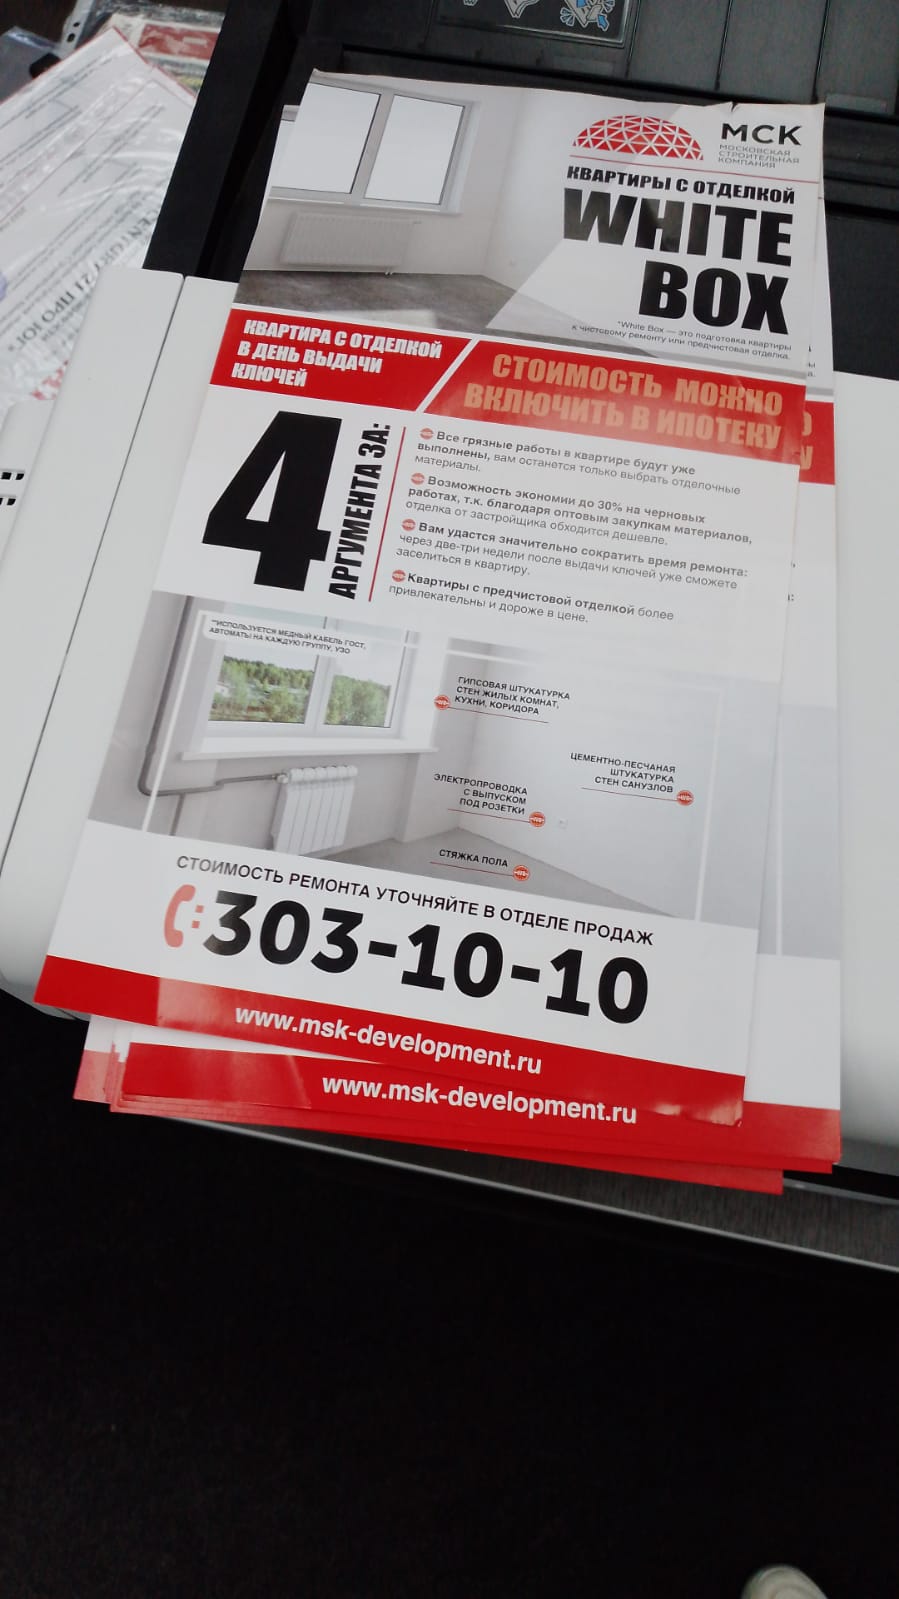 МСК
МОСКОВСКАЯ
СТРОИТЕЛЬНАЯ
КОМПАНИЯ
КВАРТИРЫ С ОТДЕЛКОЙ
WHITE
BOX
*White Box — это подготовка квартиры
к чистовому ремонту или предчистовая отделка.
КВАРТИРА С ОТДЕЛКОЙ
В ДЕНЬ ВЫДАЧИ
КЛЮЧЕЙ
СТОИМОСТЬ МОЖНО
ВКЛЮЧИТЬ В ИПОТЕКУ
4
АРГУМЕНТА ЗА:
Все грязные работы в квартире будут уже
выполнены, вам останется только выбрать отделочные
материалы.
Возможность экономии до 30% на черновых
работах, т.к. благодаря оптовым закупкам материалов,
отделка от застройщика обходится дешевле.
Вам удастся значительно сократить время ремонта:
через две-три недели после выдачи ключей уже сможете
заселиться в квартиру.
Квартиры с предчистовой отделкой более
привлекательны и дороже в цене.
**ИСПОЛЬЗУЕТСЯ МЕДНЫЙ КАБЕЛЬ ГОСТ,
АВТОМАТЫ НА КАЖДУЮ ГРУППУ, УЗО
ГИПСОВАЯ ШТУКАТУРКА
СТЕН ЖИЛЫХ КОМНАТ,
КУХНИ, КОРИДОРА
ЦЕМЕНТНО-ПЕСЧАНАЯ
ШТУКАТУРКА
СТЕН САНУЗЛОВ
ЭЛЕКТРОПРОВОДКА
С ВЫПУСКОМ
ПОД РОЗЕТКИ
СТЯЖКА ПОЛА
СТОИМОСТЬ РЕМОНТА УТОЧНЯЙТЕ В ОТДЕЛЕ ПРОДАЖ
303-10-10
www.msk-development.ru
www.msk-development.ru